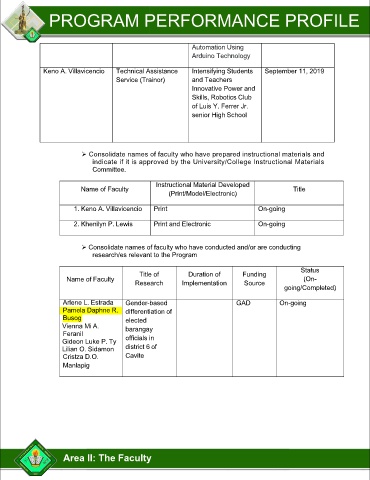 PROGRAM PERFORMANCE PROFILE
Automation Using
Arduino Technology
Keno A. Villavicencio Technical Assistance Intensifying Students September 11, 2019
Service (Trainor) and Teachers
Innovative Power and
Skills, Robotics Club
of Luis Y. Ferrer Jr.
senior High School
➢ Consolidate names of faculty who have prepared instructional materials and
indicate if it is approved by the University/College Instructional Materials
Committee.
Name of Faculty Instructional Material Developed Title
(Print/Model/Electronic)
1. Keno A. Villavicencio Print On-going
2. Khenilyn P. Lewis Print and Electronic On-going
➢ Consolidate names of faculty who have conducted and/or are conducting
research/es relevant to the Program
Name of Faculty Title of Duration of Funding Status
Research Implementation Source (On-
going/Completed)
Arlene L. Estrada Gender-based GAD On-going
Pamela Daphne R. differentiation of
Busog elected
Vienna Mi A. barangay
Feranil officials in
Gideon Luke P. Ty district 6 of
Lilian O. Sidamon Cavite
Cristza D.O.
Manlapig
Area II: The Faculty